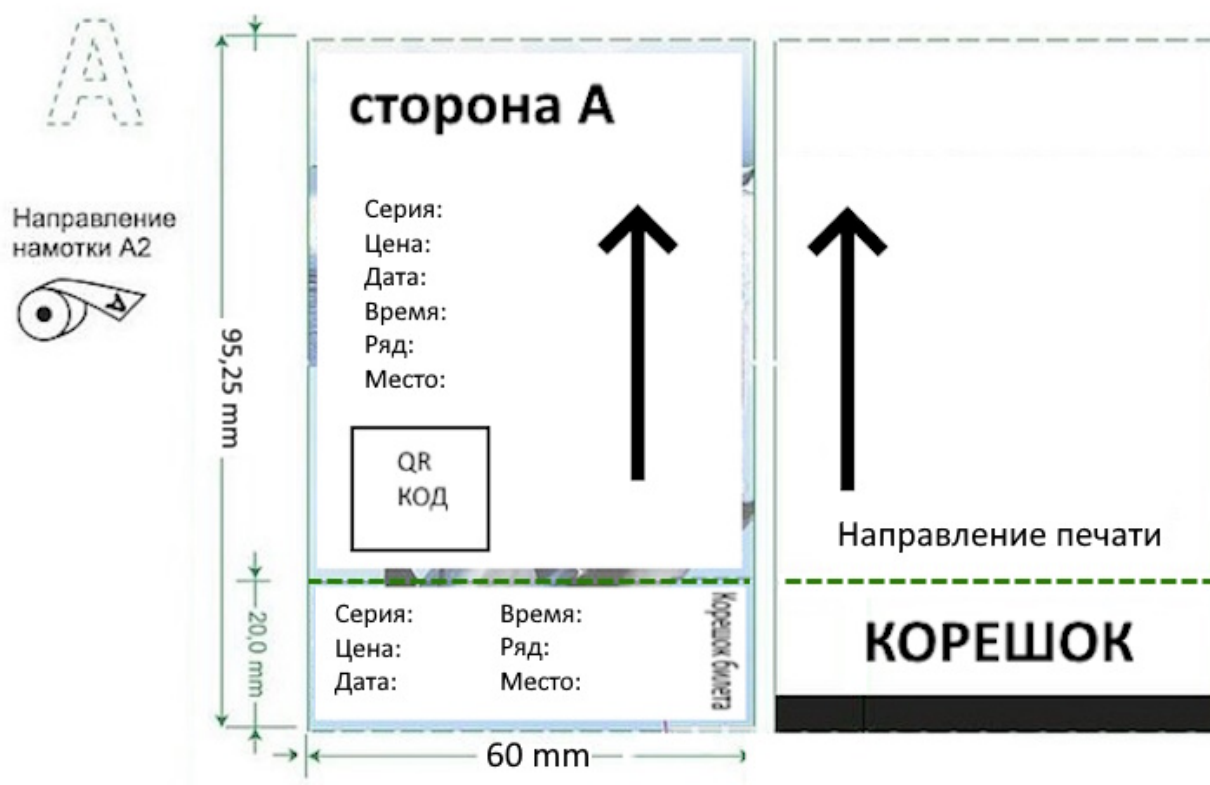 A
Направление
намотки А2
A
95,25 mm
20,0 mm
60 mm
сторона А
Серия:
Цена:
Дата:
Время:
Ряд:
Место:
QR
КОД
Серия:
Цена:
Дата:
Время:
Ряд:
Место:
Корешок билета
Направление печати
КОРЕШОК